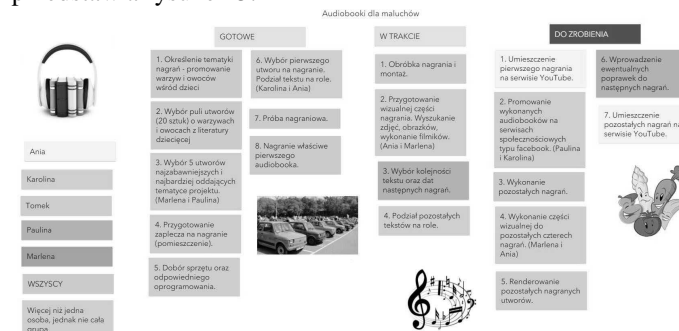 Audiobooki dla maluchów
Ania
Karolina
Tomek
Paulina
Marlena
WSZYSCY
Więcej niż jedna
osoba, jednak nie cała
grupa
GOTOWE
1. Określenie tematyki
nagrań - promowanie
warzyw i owoców
wśród dzieci
2. Wybór puli utworów
(20 sztuk) o warzywach
i owocach z literatury
dziecięcej
3. Wybór 5 utworów
najzabawniejszych i
najbardziej oddających
tematyce projektu.
(Marlena i Paulina)
4. Przygotowanie
zaplecza na nagranie
(pomieszczenie).
5. Dobór sprzętu oraz
odpowiedniego
oprogramowania.
6. Wybór pierwszego
utworu na nagranie.
Podział tekstu na role.
(Karolina i Ania)
7. Próba nagraniowa.
8. Nagranie właściwe
pierwszego
audiobooka.
W TRAKCIE
1. Obróbka nagrania i
montaż.
2. Przygotowanie
wizualnej części
nagrania. Wyszukanie
zdjęć, obrazków,
wykonanie filmików.
(Ania i Marlena)
3. Wybór kolejności
tekstu oraz dat
następnych nagrań.
4. Podział pozostałych
tekstów na role.
DO ZROBIENIA
1. Umieszczenie
pierwszego nagrania
na serwisie YouTube.
2. Promowanie
wykonanych
audiobooków na
serwisach
społecznościowych
typu facebook. (Paulina
i Karolina)
3. Wykonanie
pozostałych nagrań.
4. Wykonanie części
wizualnej do
pozostałych czterech
nagrań. (Marlena i
Ania)
5. Renderowanie
pozostałych nagranych
utworów.
6. Wprowadzenie
ewentualnych
poprawek do
następnych nagrań.
7. Umieszczenie
pozostałych nagrań na
serwisie YouTube.